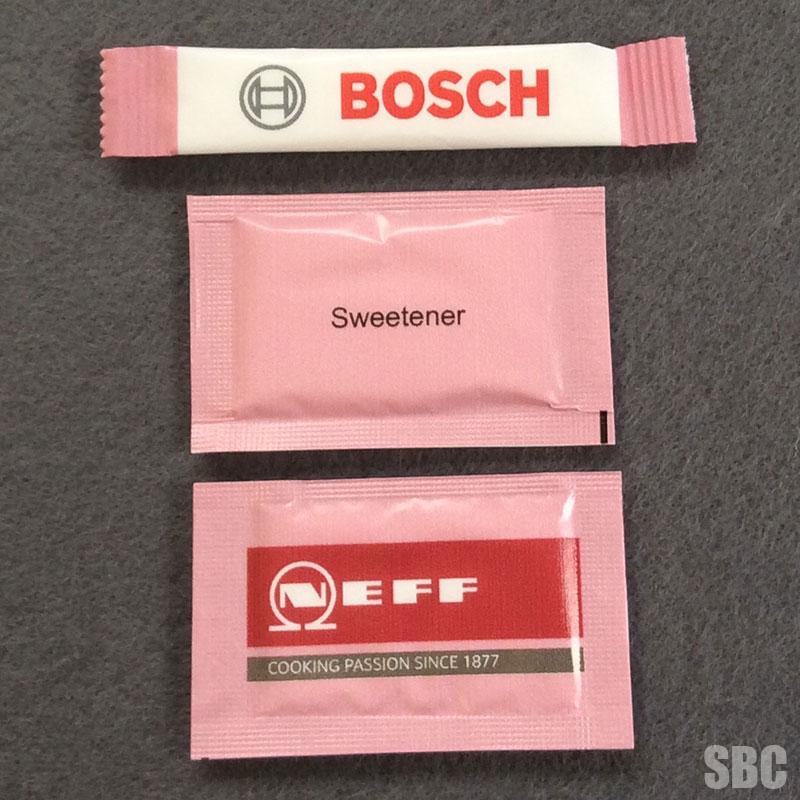 BOSCH
Sweetener
NEFF
COOKING PASSION SINCE 1877
SBC